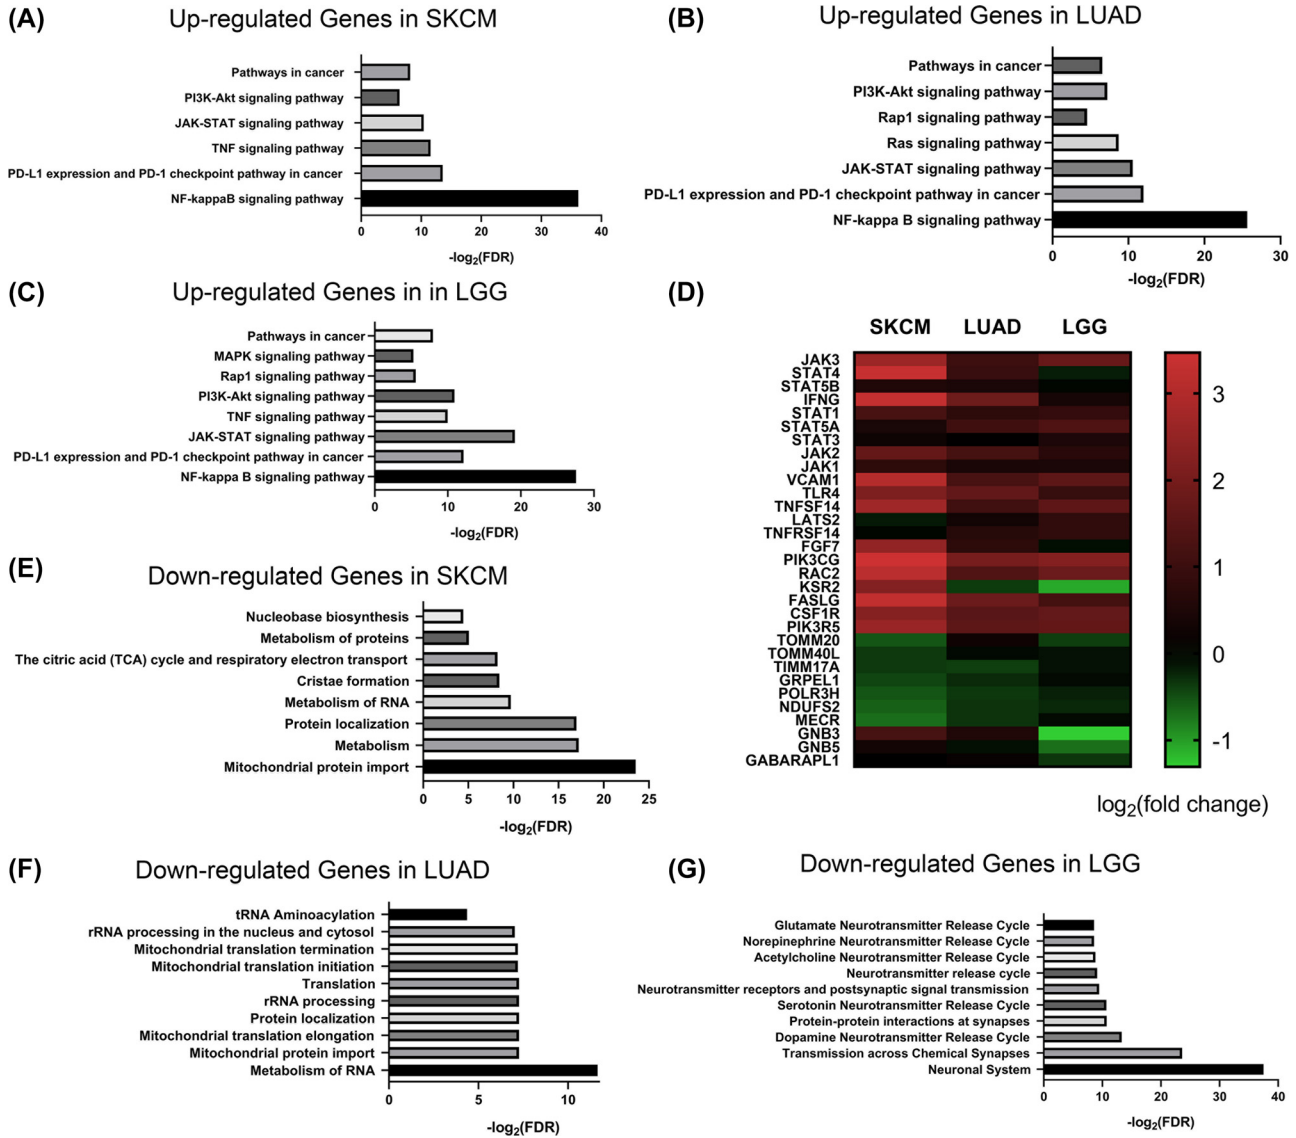 (A)
Up-regulated Genes in SKCM
Pathways in cancer
PI3K-Akt signaling pathway
JAK-STAT signaling pathway
TNF signaling pathway
PD-L1 expression and PD-1 checkpoint pathway in cancer
NF-kappaB signaling pathway
0 10 20 30 40
-log2(FDR)
(B)
Up-regulated Genes in LUAD
Pathways in cancer
PI3K-Akt signaling pathway
Rap1 signaling pathway
Ras signaling pathway
JAK-STAT signaling pathway
PD-L1 expression and PD-1 checkpoint pathway in cancer
NF-kappa B signaling pathway
0 10 20 30
-log2(FDR)
(C)
Up-regulated Genes in in LGG
Pathways in cancer
MAPK signaling pathway
Rap1 signaling pathway
PI3K-Akt signaling pathway
TNF signaling pathway
JAK-STAT signaling pathway
PD-L1 expression and PD-1 checkpoint pathway in cancer
NF-kappa B signaling pathway
0 10 20 30
-log2(FDR)
(D)
SKCM LUAD LGG
JAK3
STAT4
STAT5B
IFNG
STAT1
STAT5A
STAT3
JAK2
JAK1
VCAM1
TLR4
TNFSF14
LATS2
TNFRSF14
FGF7
PIK3CG
RAC2
KSR2
FASLG
CSF1R
PIK3R5
TOMM20
TOMM40L
TIMM17A
GRPEL1
POLR3H
NDUFS2
MECR
GNB3
GNB5
GABARAPL1
3
2
1
0
-1
log2(fold change)
(E)
Down-regulated Genes in SKCM
Nucleobase biosynthesis
Metabolism of proteins
The citric acid (TCA) cycle and respiratory electron transport
Cristae formation
Metabolism of RNA
Protein localization
Metabolism
Mitochondrial protein import
0 5 10 15 20 25
-log2(FDR)
(F)
Down-regulated Genes in LUAD
tRNA Aminoacylation
rRNA processing in the nucleus and cytosol
Mitochondrial translation termination
Mitochondrial translation initiation
Translation
rRNA processing
Protein localization
Mitochondrial translation elongation
Mitochondrial protein import
Metabolism of RNA
0 5 10
-log2(FDR)
(G)
Down-regulated Genes in LGG
Glutamate Neurotransmitter Release Cycle
Norepinephrine Neurotransmitter Release Cycle
Acetylcholine Neurotransmitter Release Cycle
Neurotransmitter release cycle
Neurotransmitter receptors and postsynaptic signal transmission
Serotonin Neurotransmitter Release Cycle
Protein-protein interactions at synapses
Dopamine Neurotransmitter Release Cycle
Transmission across Chemical Synapses
Neuronal System
0 10 20 30 40
-log2(FDR)